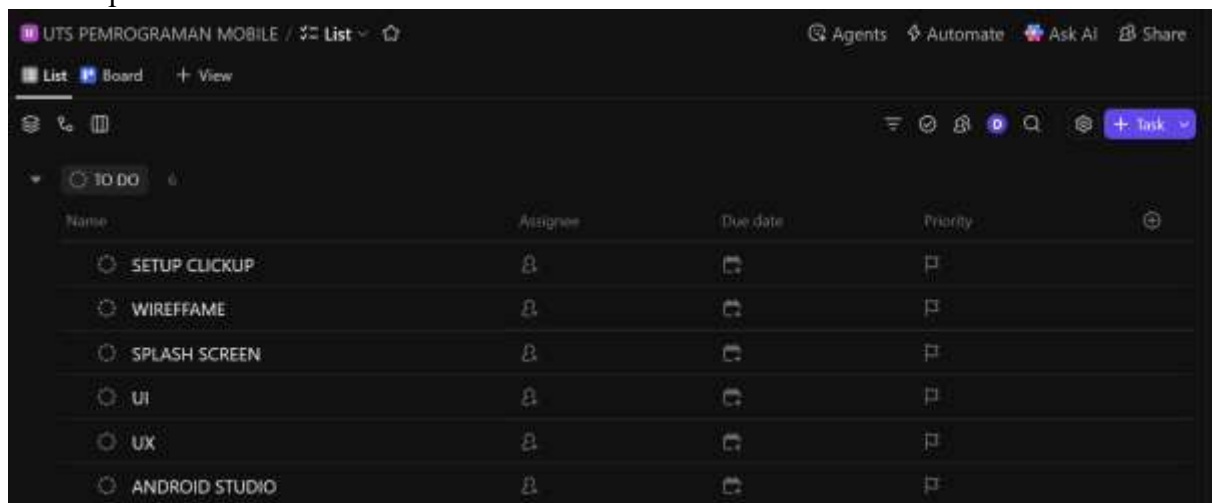 UTS PEMROGRAMAN MOBILE / List
Agents Automate Ask AI Share
List Board + View
D + Task
TO DO 6
Name Assignee Due date Priority
SETUP CLICKUP
WIREFFAME
SPLASH SCREEN
UI
UX
ANDROID STUDIO